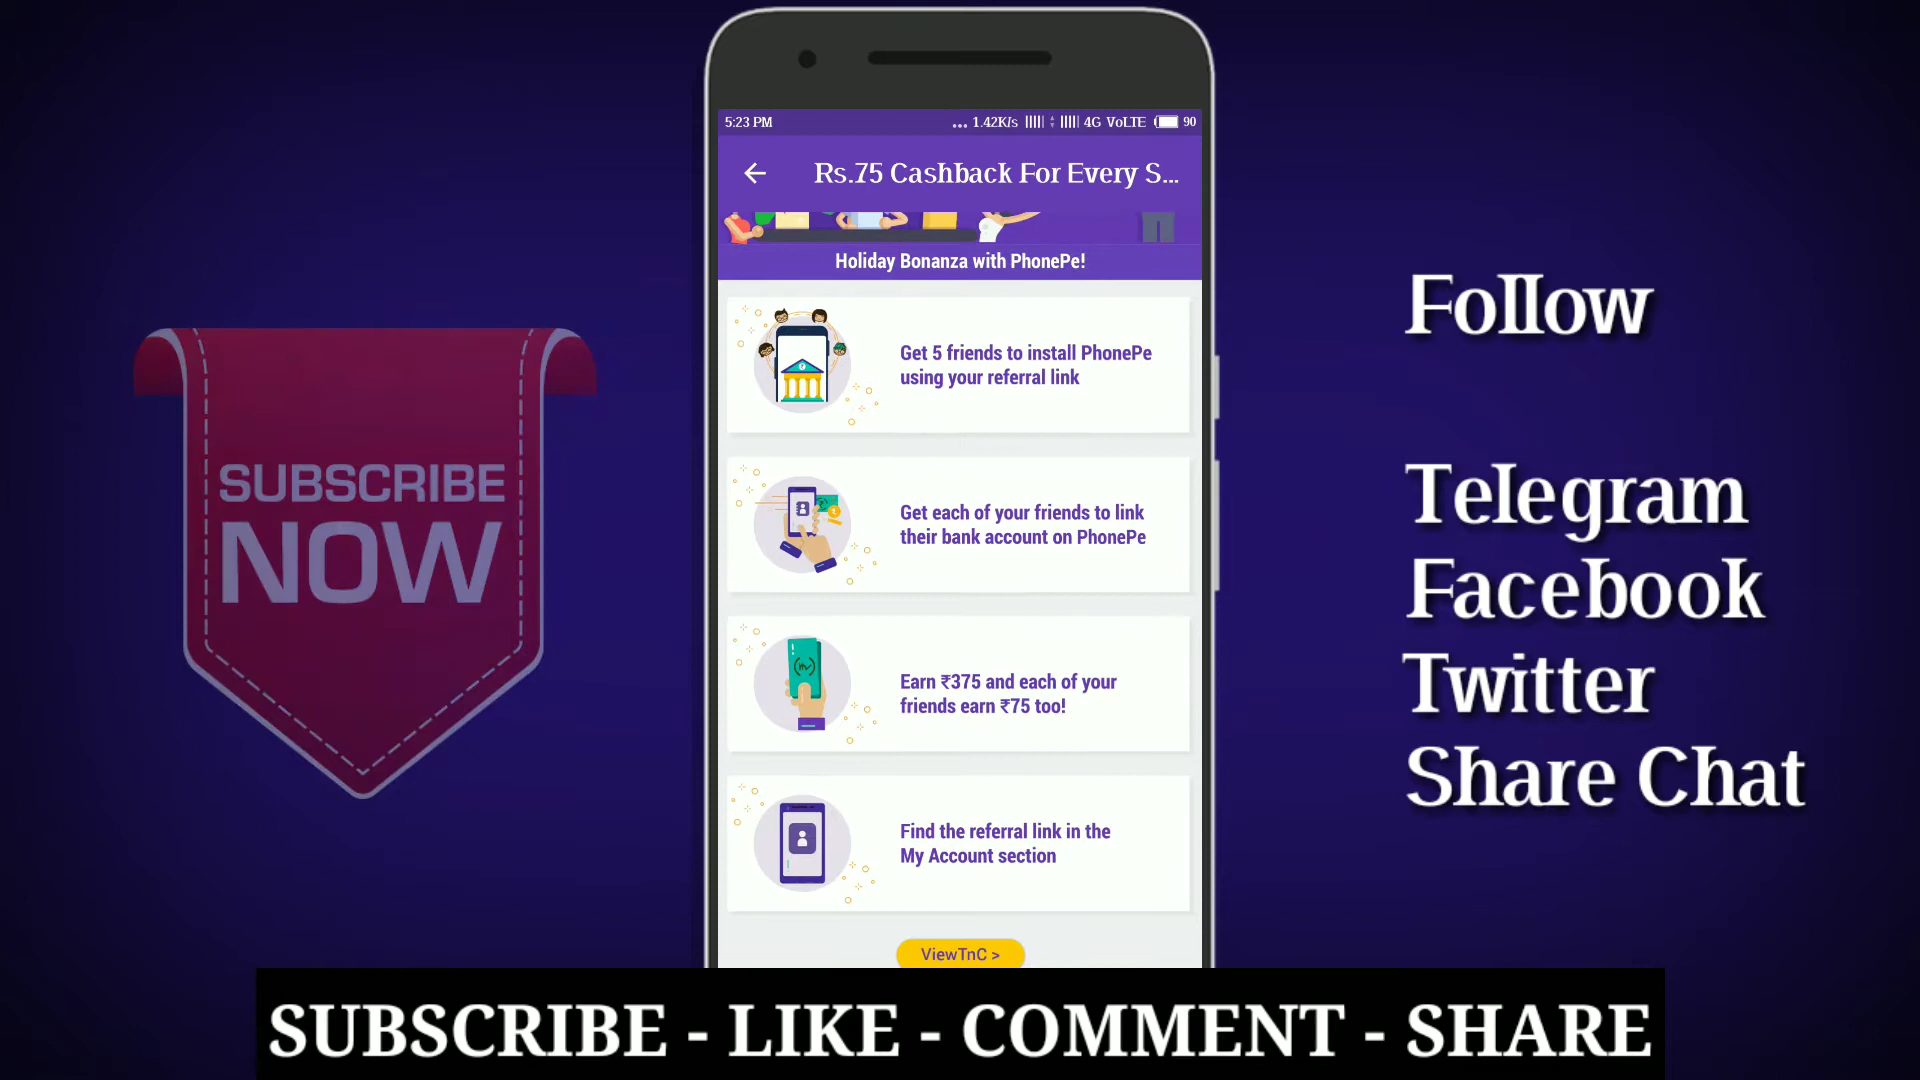 5:23 PM
... 1.42K/s 4G VoLTE 90
Rs.75 Cashback For Every S...
Holiday Bonanza with PhonePe!
Get 5 friends to install PhonePe
using your referral link
Get each of your friends to link
their bank account on PhonePe
Earn ₹375 and each of your
friends earn ₹75 too!
Find the referral link in the
My Account section
ViewTnC >
SUBSCRIBE
NOW
Follow
Telegram
Facebook
Twitter
Share Chat
SUBSCRIBE - LIKE - COMMENT - SHARE